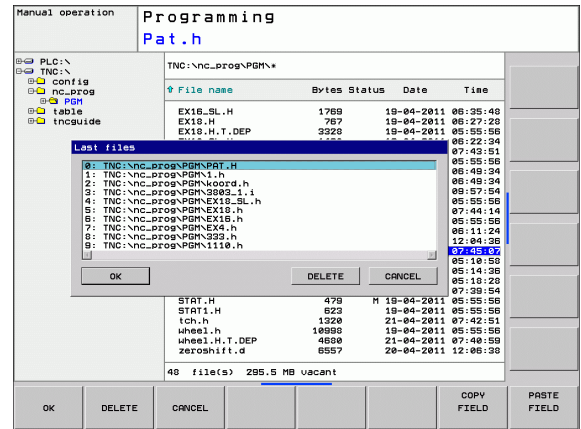 Manual operation
Programming
Pat.h
PLC:\
TNC:\
config
nc_prog
PGM
table
tncguide
TNC:\nc_prog\PGM\*
File name Bytes Status Date Time
EX16_SL.H 1769 19-04-2011 06:35:48
EX18.H 767 19-04-2011 06:27:28
EX18.H.T.DEP 3328 19-04-2011 05:55:56
06:22:34
07:43:51
05:55:56
06:49:34
06:49:34
09:57:54
05:55:56
07:44:14
05:55:56
06:11:24
12:04:36
07:45:07
05:10:58
05:14:36
05:18:28
07:39:54
Last files
0: TNC:\nc_prog\PGM\PAT.H
1: TNC:\nc_prog\PGM\1.h
2: TNC:\nc_prog\PGM\koord.h
3: TNC:\nc_prog\PGM\3803_1.i
4: TNC:\nc_prog\PGM\EX18_SL.h
5: TNC:\nc_prog\PGM\EX18.h
6: TNC:\nc_prog\PGM\EX16.h
7: TNC:\nc_prog\PGM\EX4.h
8: TNC:\nc_prog\PGM\333.h
9: TNC:\nc_prog\PGM\1110.h
OK DELETE CANCEL
STAT.H 479 M 19-04-2011 05:55:56
STAT1.H 623 19-04-2011 05:55:56
tch.h 1320 21-04-2011 07:42:51
wheel.h 10998 19-04-2011 05:55:56
wheel.H.T.DEP 4680 21-04-2011 07:40:59
zeroshift.d 6557 20-04-2011 12:06:38
48 file(s) 295.5 MB vacant
OK DELETE CANCEL COPY FIELD PASTE FIELD